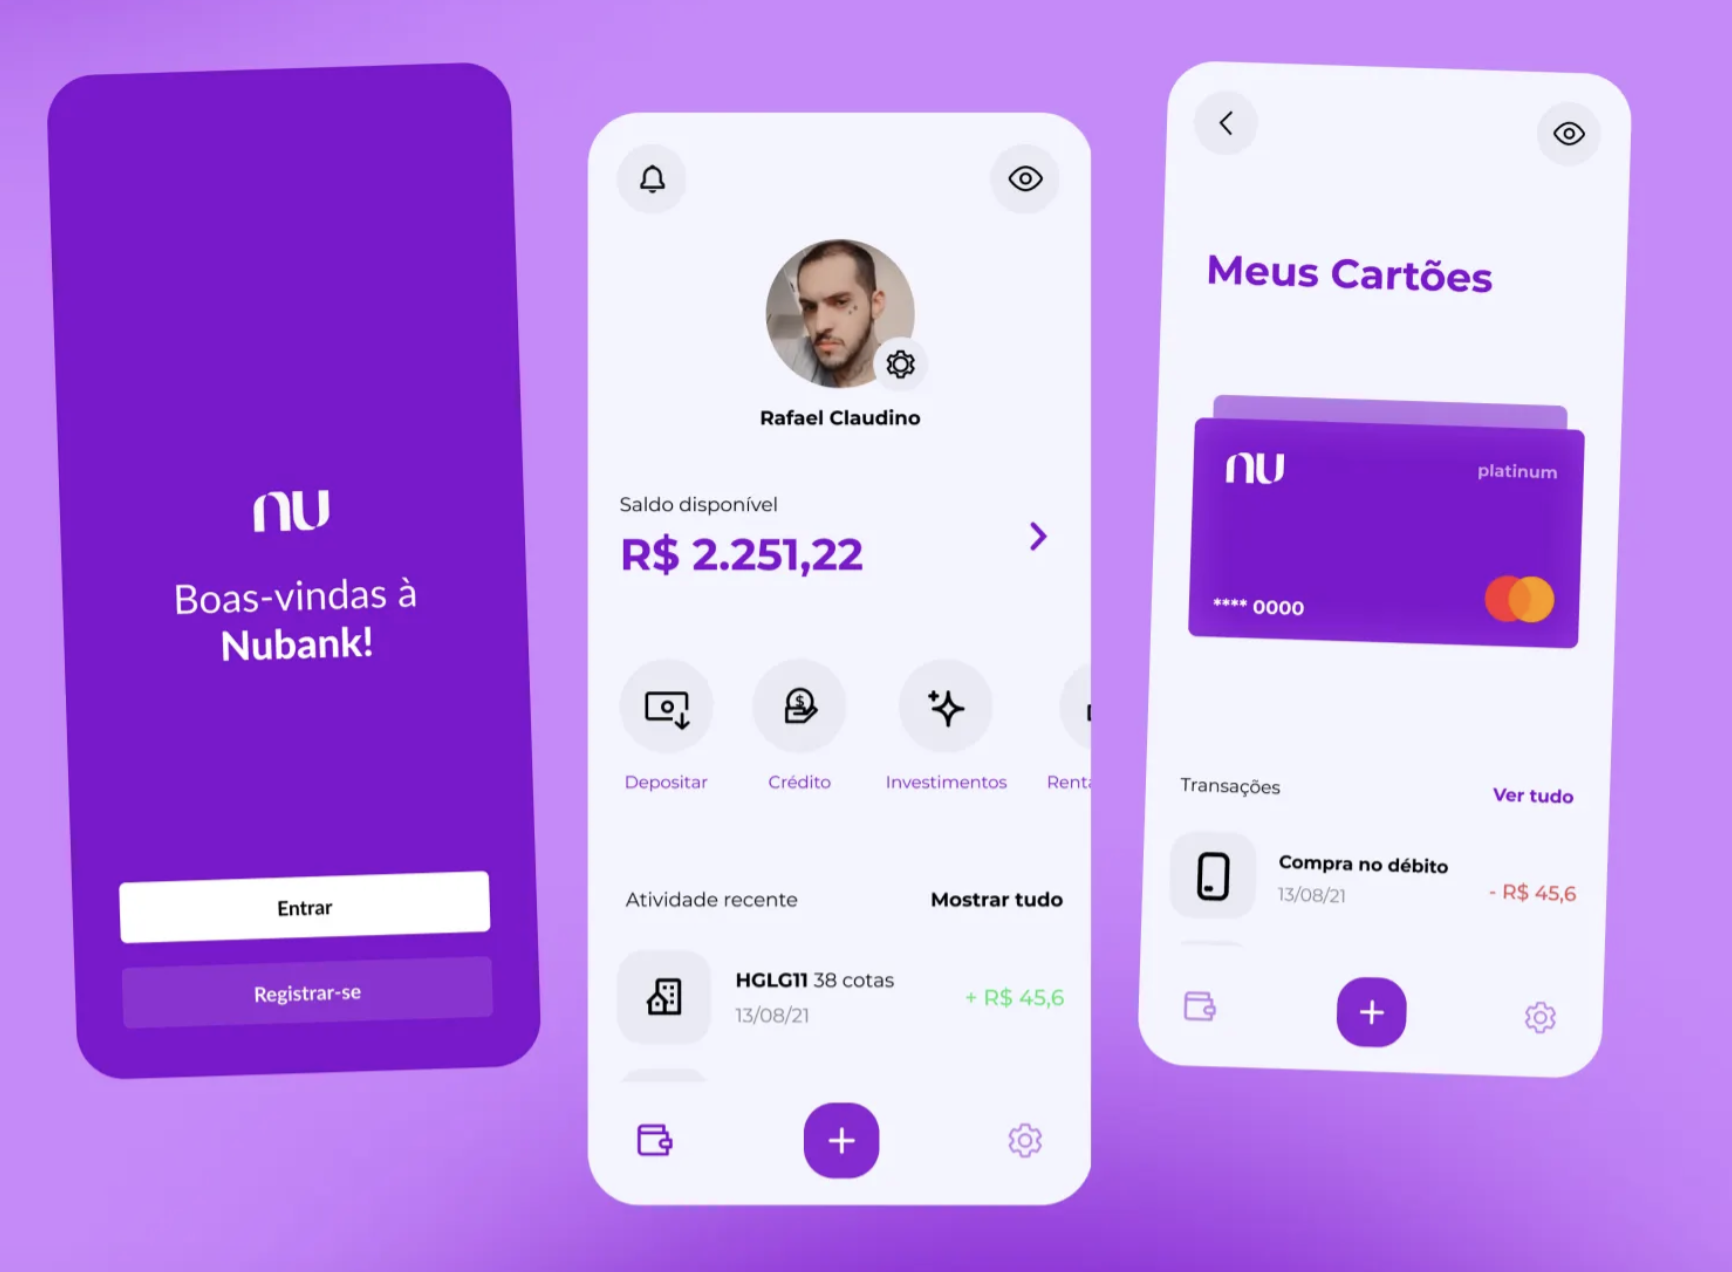 nu
Boas-vindas à
Nubank!
Entrar
Registrar-se
Rafael Claudino
Saldo disponível
R$ 2.251,22
Depositar
Crédito
Investimentos
Atividade recente
Mostrar tudo
HGLG11 38 cotas
13/08/21
+ R$ 45,6
Meus Cartões
nu
platinum
**** 0000
Transações
Ver tudo
Compra no débito
13/08/21
- R$ 45,6